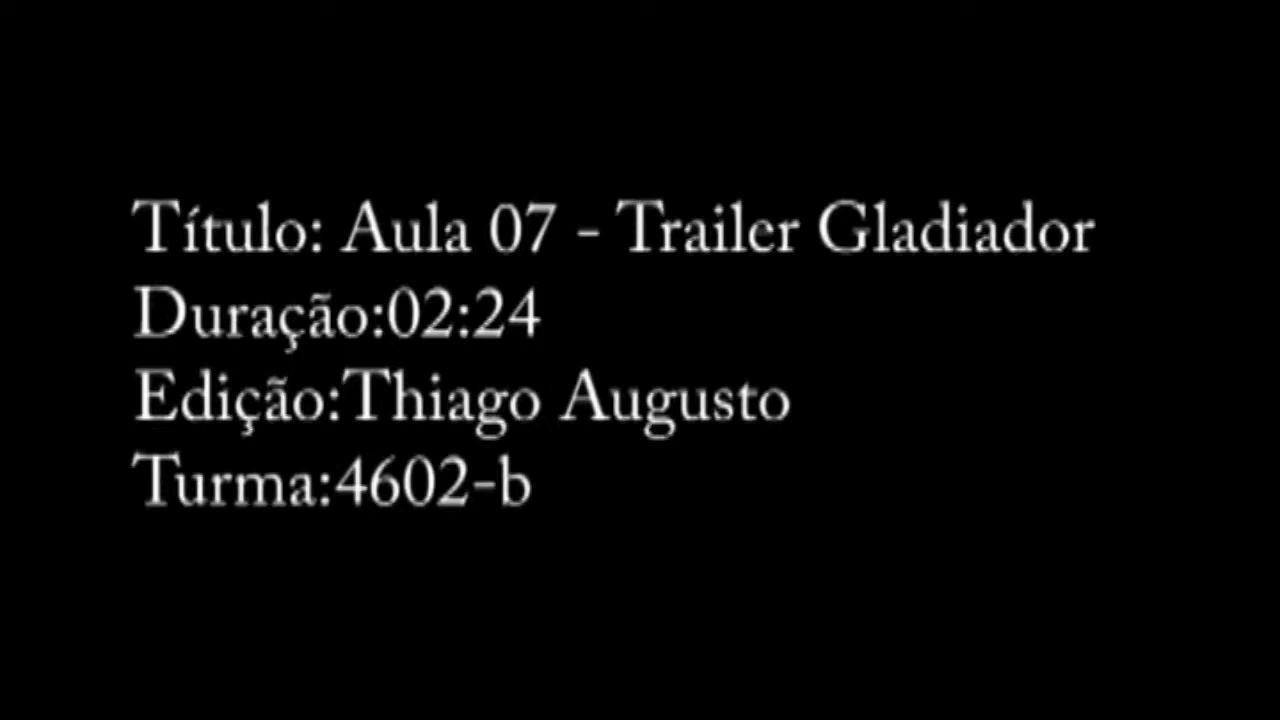 Título: Aula 07 - Trailer Gladiador
Duração:02:24
Edição:Thiago Augusto
Turma:4602-b